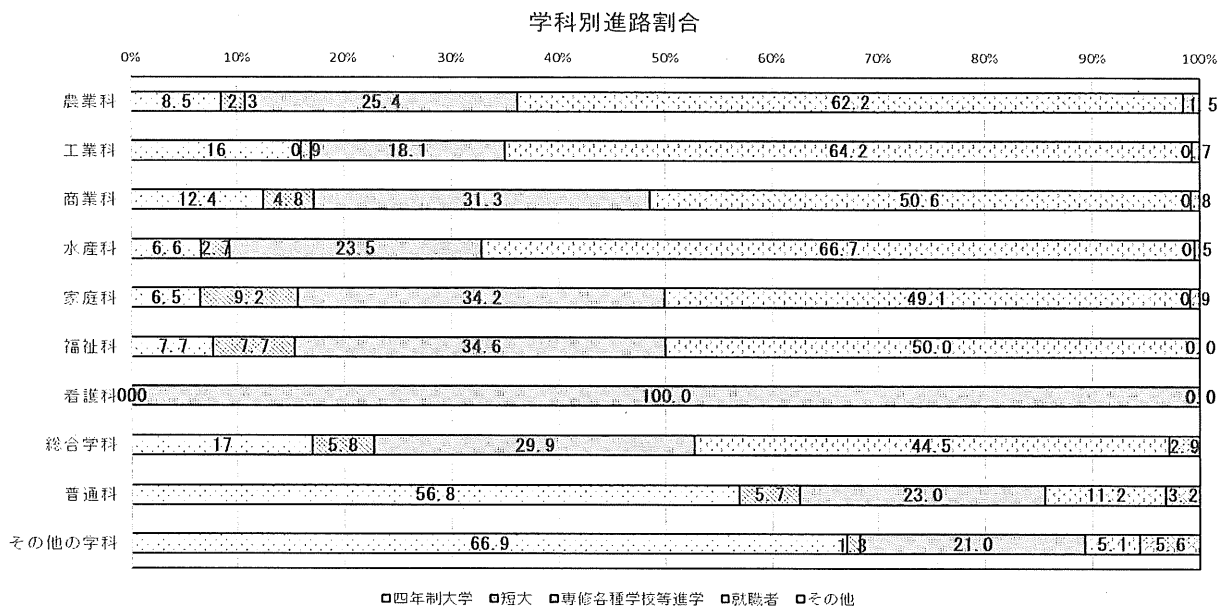 学科別進路割合
0% 10% 20% 30% 40% 50% 60% 70% 80% 90% 100%
農業科 8.5 2.3 25.4 62.2 1.5
工業科 16 0.9 18.1 64.2 0.7
商業科 12.4 4.8 31.3 50.6 0.8
水産科 6.6 2.7 23.5 66.7 0.5
家庭科 6.5 9.2 34.2 49.1 0.9
福祉科 7.7 7.7 34.6 50.0 0.0
看護科 000 100.0 0.0
総合学科 17 5.8 29.9 44.5 2.9
普通科 56.8 5.7 23.0 11.2 3.2
その他の学科 66.9 1.3 21.0 5.1 5.6
四年制大学 短大 専修各種学校等進学 就職者 その他